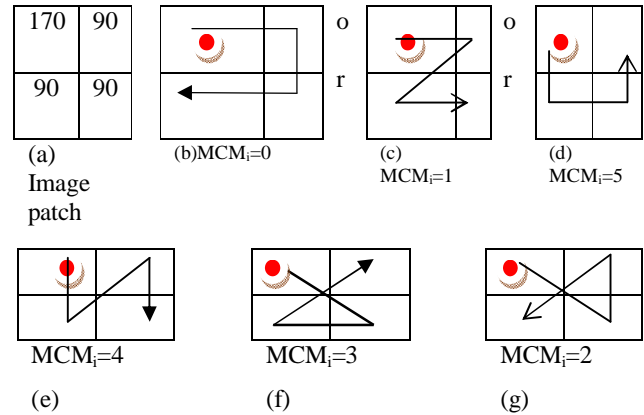 170 90
90 90
o
r
o
r
(a)
Image
patch
(b)MCMi=0
(c)
MCMi=1
(d)
MCMi=5
MCMi=4
(e)
MCMi=3
(f)
MCMi=2
(g)